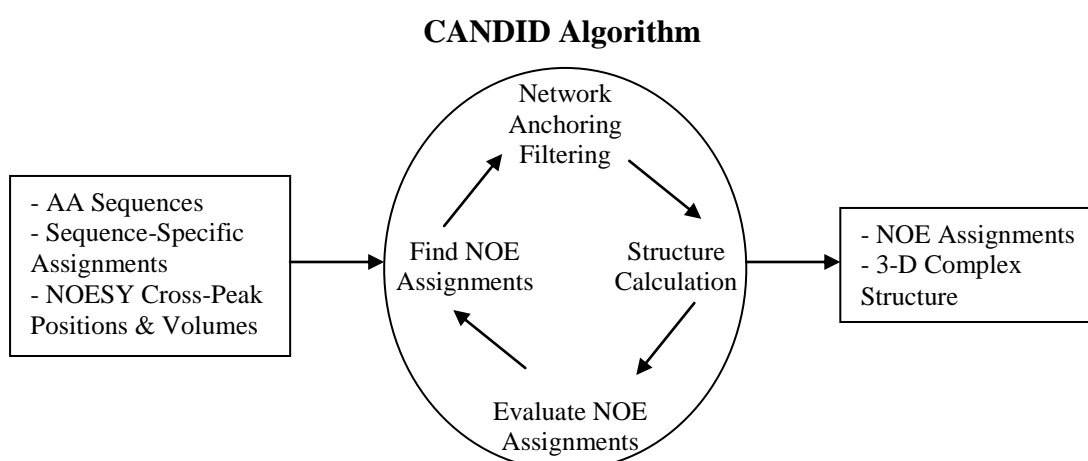 CANDID Algorithm
- AA Sequences
- Sequence-Specific
Assignments
- NOESY Cross-Peak
Positions & Volumes
Network
Anchoring
Filtering
Find NOE
Assignments
Structure
Calculation
Evaluate NOE
Assignments
- NOE Assignments
- 3-D Complex
Structure